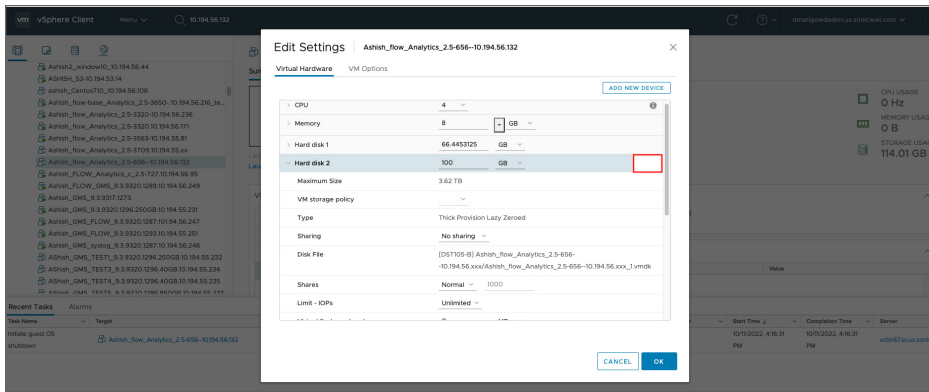 vm vSphere Client Menu 10.194.56.132 dmarigowda@svus.sonicwall.com
Ashish2_window10_10.194.56.44
ASHISH_53-10.194.53.14
ashish_Centos710_10.194.56.106
Ashish_flow-base_Analytics_2.5-3650-.10.194.56.216_te...
Ashish_flow_Analytics_2.5-3320-10.194.56.236
Ashish_flow_Analytics_2.5-3320-10.194.56.171
Ashish_flow_Analytics_2.5-3563-10.194.55.81
Ashish_flow_Analytics_2.5-3709.10.194.55.xx
Ashish_flow_Analytics_2.5-656--10.194.56.132
Ashish_FLOW_Analytics_c_2.5-727.10.194.56.95
Ashish_FLOW_GMS_9.3.9320.1289.10.194.56.249
Ashish_GMS_9.3.9317.1273.
Ashish_GMS_9.3.9320.1296.250GB.10.194.55.231
Ashish_GMS_FLOW_9.3.9320.1287.101.94.56.247
Ashish_GMS_FLOW_9.3.9320.1293.10.194.55.251
Ashish_GMS_syslog_9.3.9320.1287.10.194.56.246
Ashish_GMS_TEST1_9.3.9320.1296.250GB.10.194.55.232
Ashish_GMS_TEST3_9.3.9320.1296.40GB.10.194.55.234
Ashish_GMS_TEST4_9.3.9320.1296.40GB.10.194.55.235
Edit Settings Ashish_flow_Analytics_2.5-656--10.194.56.132
Virtual Hardware VM Options
ADD NEW DEVICE
CPU 4
Memory 8 GB
Hard disk 1 66.4453125 GB
Hard disk 2 100 GB
Maximum Size 3.62 TB
VM storage policy
Type Thick Provision Lazy Zeroed
Sharing No sharing
Disk File [DST105-B] Ashish_flow_Analytics_2.5-656-
-10.194.56.xxx/Ashish_flow_Analytics_2.5-656--10.194.56.xxx_1.vmdk
Shares Normal 1000
Limit - IOPs Unlimited
CANCEL OK
CPU USAGE
0 Hz
MEMORY USAG
0 B
STORAGE USAG
114.01 GB
Value
Recent Tasks Alarms
Task Name Target Start Time Completion Time Server
Initiate guest OS
shutdown
Ashish_flow_Analytics_2.5-656--10.194.56.132
10/11/2022, 4:16:31
PM
10/11/2022, 4:16:31
PM